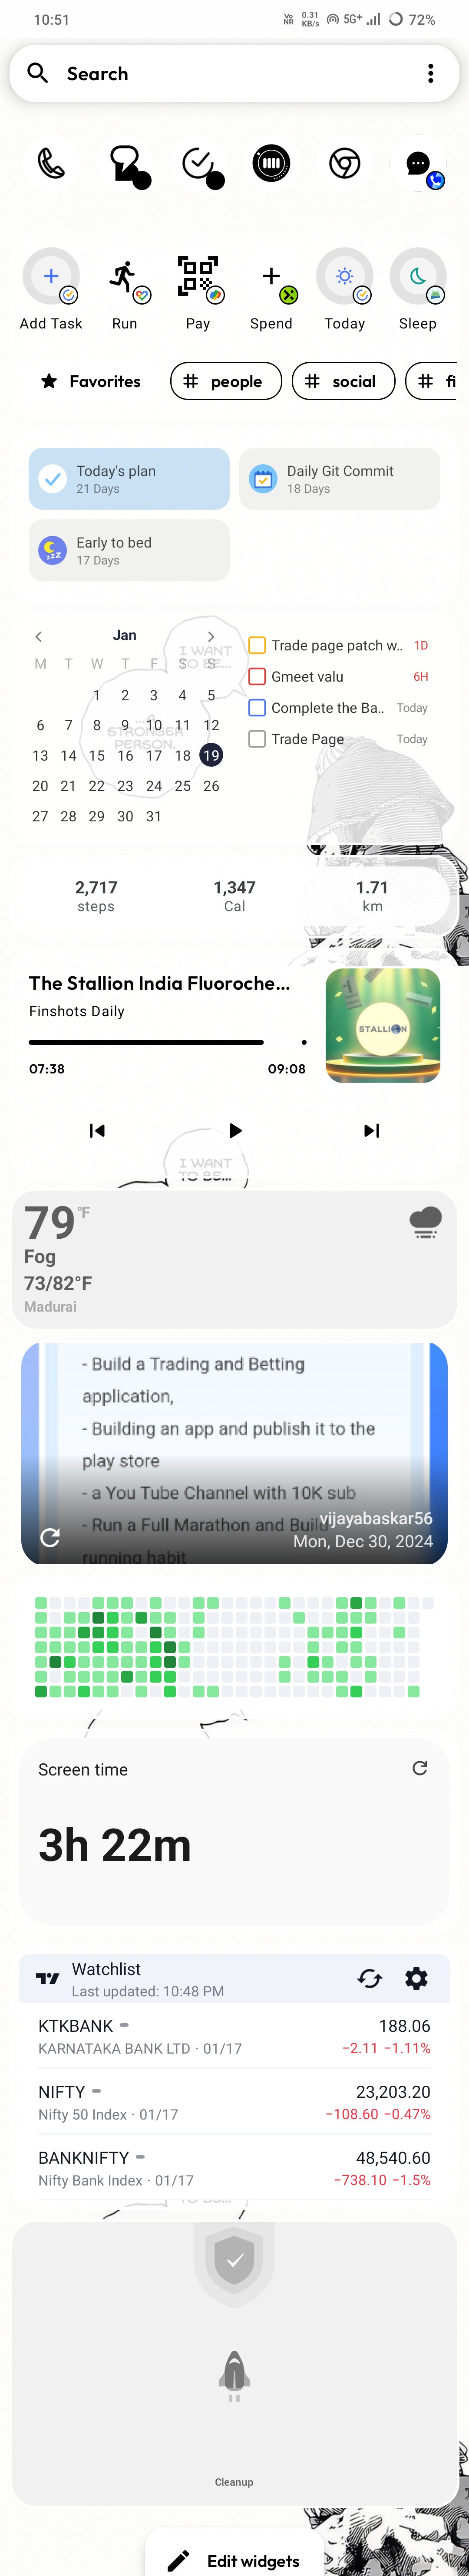 10:51
Vo NR 0.31 KB/s 5G+ 72%
Search
Add Task Run Pay Spend Today Sleep
Favorites # people # social # fi
Today's plan
21 Days
Daily Git Commit
18 Days
Early to bed
17 Days
Jan
M T W T F S S
1 2 3 4 5
6 7 8 9 10 11 12
13 14 15 16 17 18 19
20 21 22 23 24 25 26
27 28 29 30 31
I WANT
TO BE...
STRONGER
PERSON.
Trade page patch w.. 1D
Gmeet valu 6H
Complete the Ba.. Today
Trade Page Today
2,717 1,347 1.71
steps Cal km
The Stallion India Fluoroche...
Finshots Daily
STALLION
07:38 09:08
I WANT
TO BE...
79 °F
Fog
73/82°F
Madurai
- Build a Trading and Betting
application,
- Building an app and publish it to the
play store
- a You Tube Channel with 10K sub
- Run a Full Marathon and Build
running habit
vijayabaskar56
Mon, Dec 30, 2024
Screen time
3h 22m
Watchlist
Last updated: 10:48 PM
KTKBANK 188.06
KARNATAKA BANK LTD · 01/17 −2.11 −1.11%
NIFTY 23,203.20
Nifty 50 Index · 01/17 −108.60 −0.47%
BANKNIFTY 48,540.60
Nifty Bank Index · 01/17 −738.10 −1.5%
Cleanup
Edit widgets